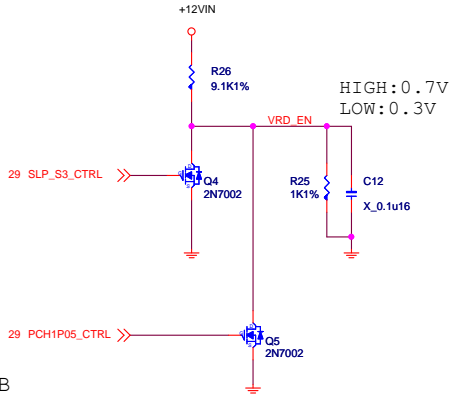 +12VIN
R26
9.1K1%
HIGH:0.7V
LOW:0.3V
VRD_EN
29 SLP_S3_CTRL
Q4
2N7002
R25
1K1%
C12
X_0.1u16
29 PCH1P05_CTRL
Q5
2N7002
B